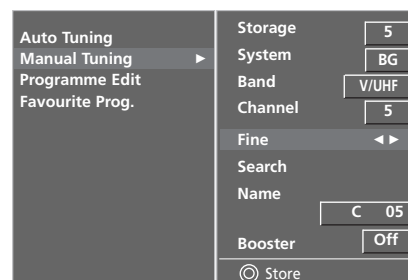 Auto Tuning
Manual Tuning ►
Programme Edit
Favourite Prog.
Storage 5
System BG
Band V/UHF
Channel 5
Fine ◄ ►
Search
Name
C 05
Booster Off
Store